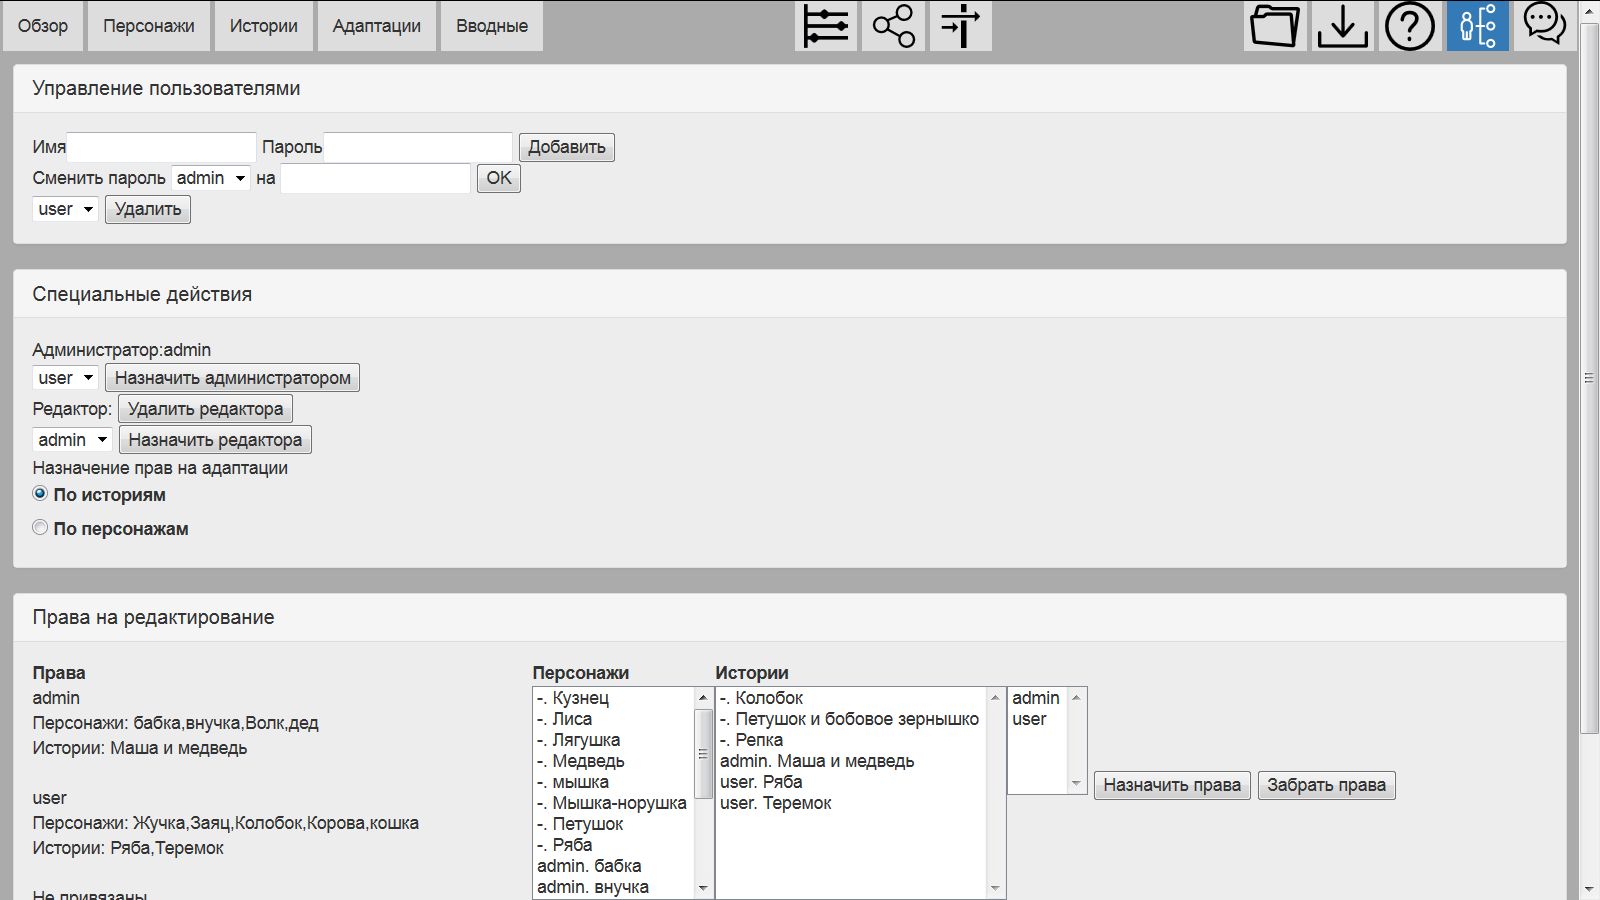 Обзор Персонажи Истории Адаптации Вводные
Управление пользователями
Имя Пароль Добавить
Сменить пароль admin на OK
user Удалить
Специальные действия
Администратор:admin
user Назначить администратором
Редактор: Удалить редактора
admin Назначить редактора
Назначение прав на адаптации
По историям
По персонажам
Права на редактирование
Права
admin
Персонажи: бабка,внучка,Волк,дед
Истории: Маша и медведь
user
Персонажи: Жучка,Заяц,Колобок,Корова,кошка
Истории: Ряба,Теремок
Не привязаны
Персонажи
-. Кузнец
-. Лиса
-. Лягушка
-. Медведь
-. мышка
-. Мышка-норушка
-. Петушок
-. Ряба
admin. бабка
admin. внучка
Истории
-. Колобок
-. Петушок и бобовое зернышко
-. Репка
admin. Маша и медведь
user. Ряба
user. Теремок
admin
user
Назначить права Забрать права